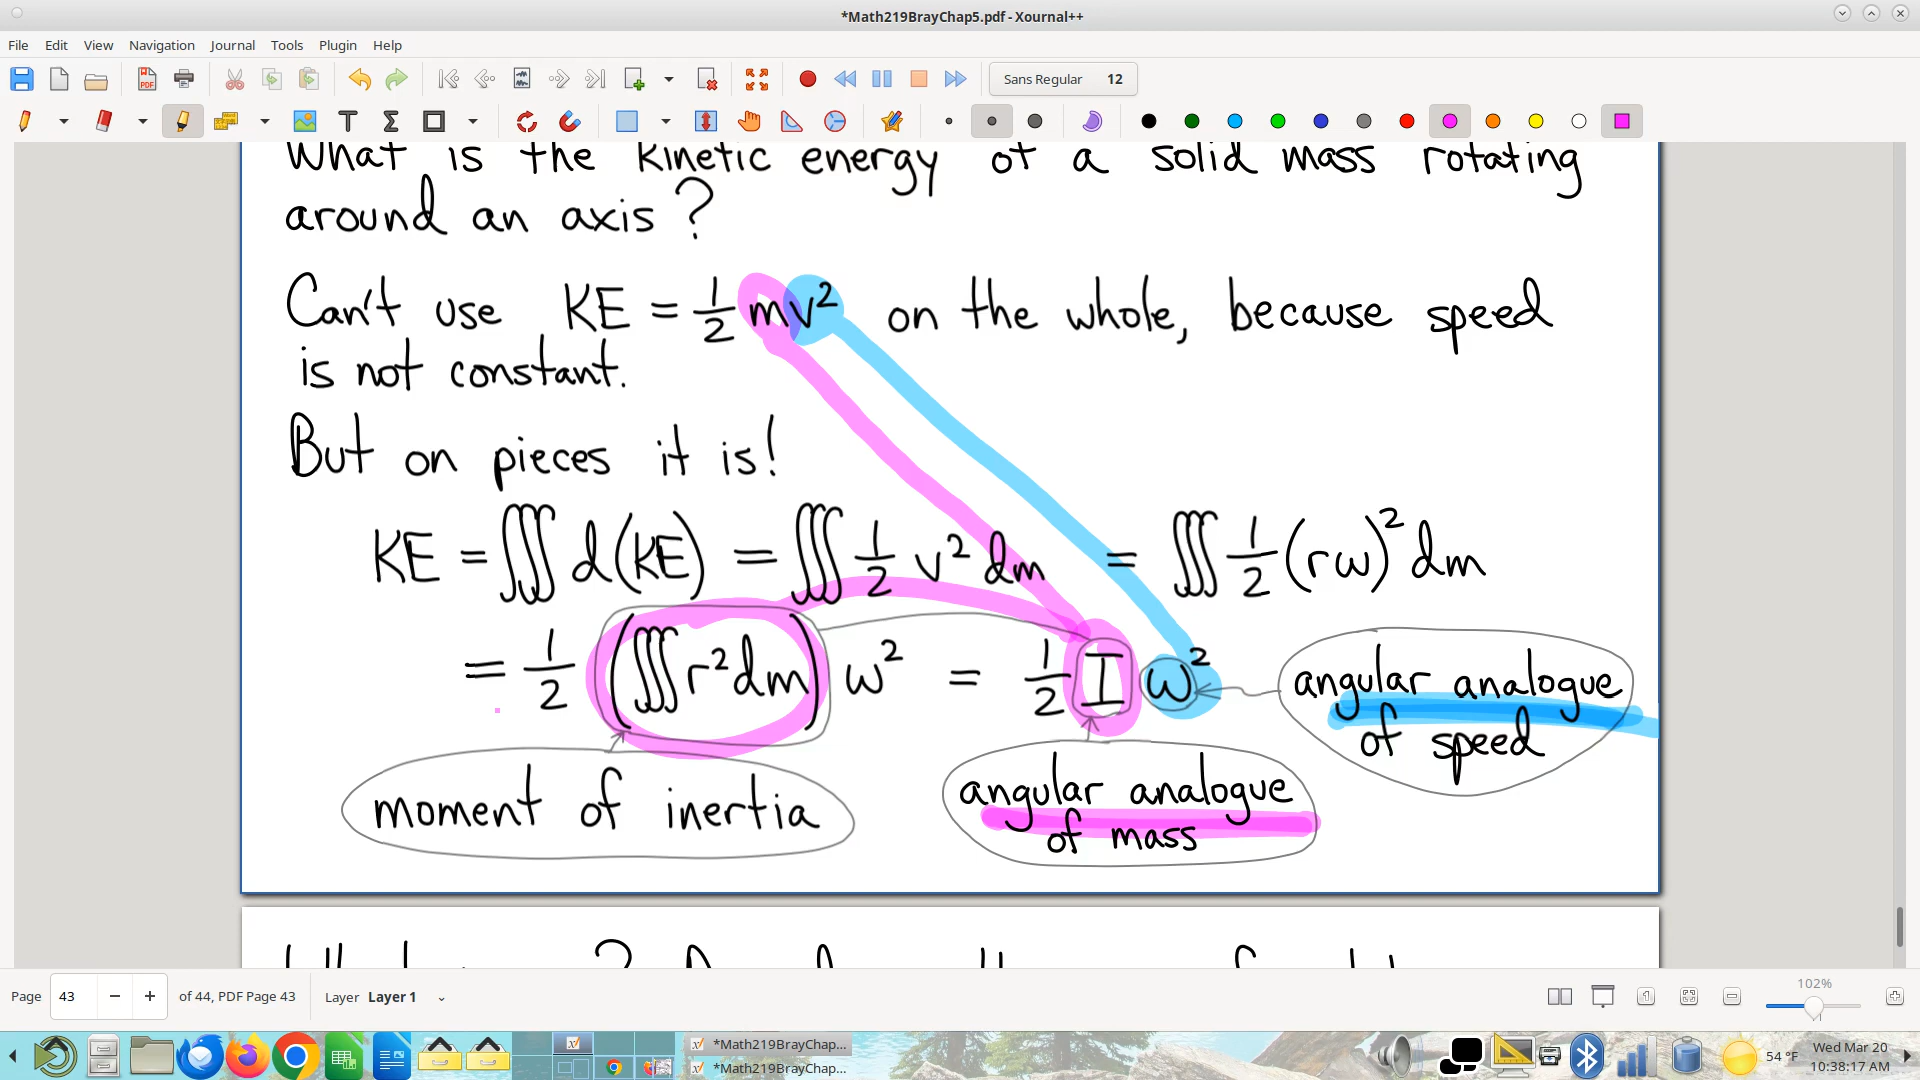 *Math219BrayChap5.pdf - Xournal++
File Edit View Navigation Journal Tools Plugin Help
Sans Regular 12
What is the kinetic energy of a solid mass rotating
around an axis?
Can't use KE = 1/2 mv² on the whole, because speed
is not constant.
But on pieces it is!
KE = ∭ d(KE) = ∭ 1/2 v² dm = ∭ 1/2 (rw)² dm
= 1/2 (∭ r² dm) w² = 1/2 I w²
angular analogue
of speed
moment of inertia
angular analogue
of mass
Page 43 of 44, PDF Page 43 Layer Layer 1
102%
*Math219BrayChap...
*Math219BrayChap...
54 °F
Wed Mar 20
10:38:17 AM